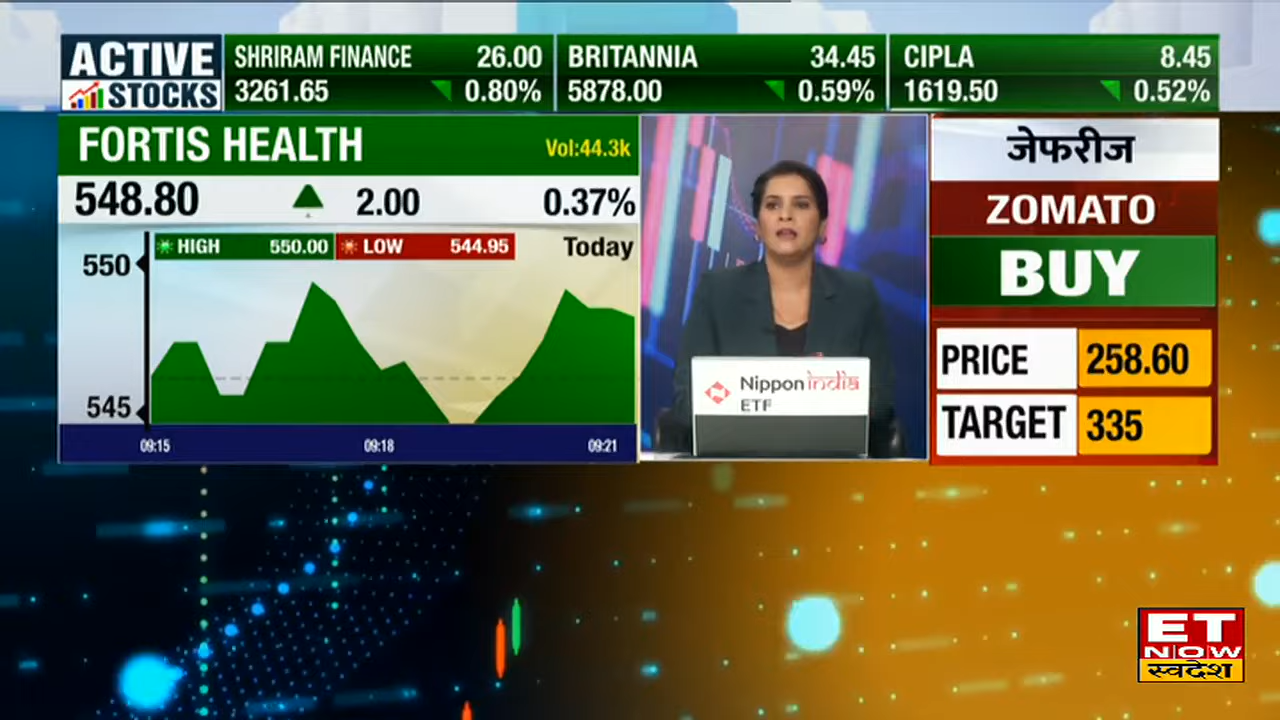 ACTIVE
STOCKS
SHRIRAM FINANCE 26.00
3261.65 0.80%
BRITANNIA 34.45
5878.00 0.59%
CIPLA 8.45
1619.50 0.52%
FORTIS HEALTH Vol:44.3k
548.80 2.00 0.37%
HIGH 550.00 LOW 544.95 Today
550
545
09:15 09:18 09:21
Nippon india
ETF
जेफरीज
ZOMATO
BUY
PRICE 258.60
TARGET 335
ET
NOW
स्वदेश